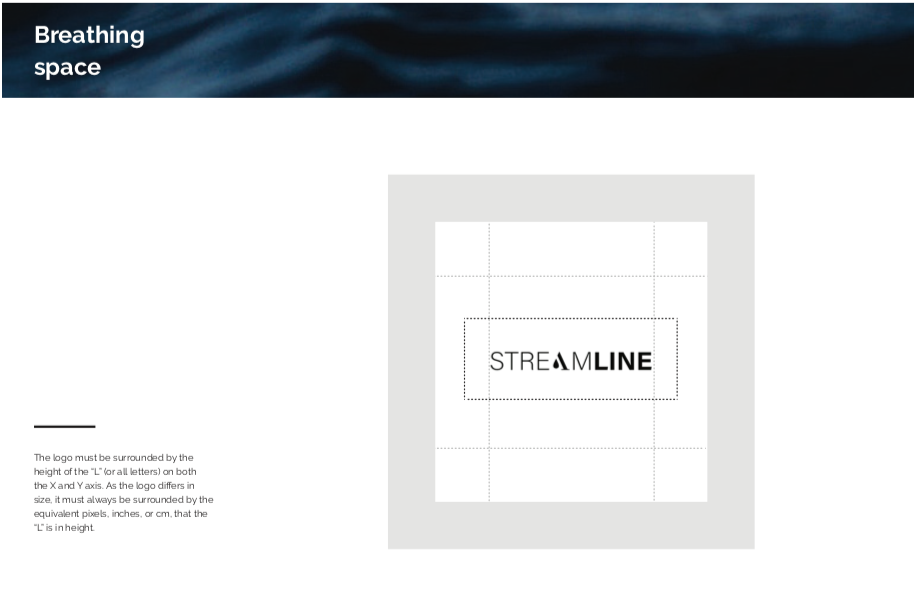 Breathing
space
STREAMLINE
The logo must be surrounded by the
height of the "L" (or all letters) on both
the X and Y axis. As the logo differs in
size, it must always be surrounded by the
equivalent pixels, inches, or cm, that the
"L" is in height.